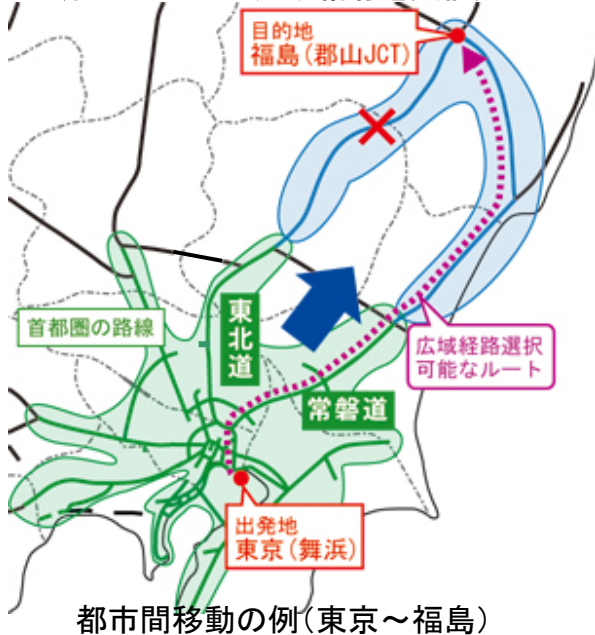 目的地
福島(郡山JCT)
首都圏の路線
東北道
広域経路選択
可能なルート
常磐道
出発地
東京(舞浜)
都市間移動の例(東京～福島)